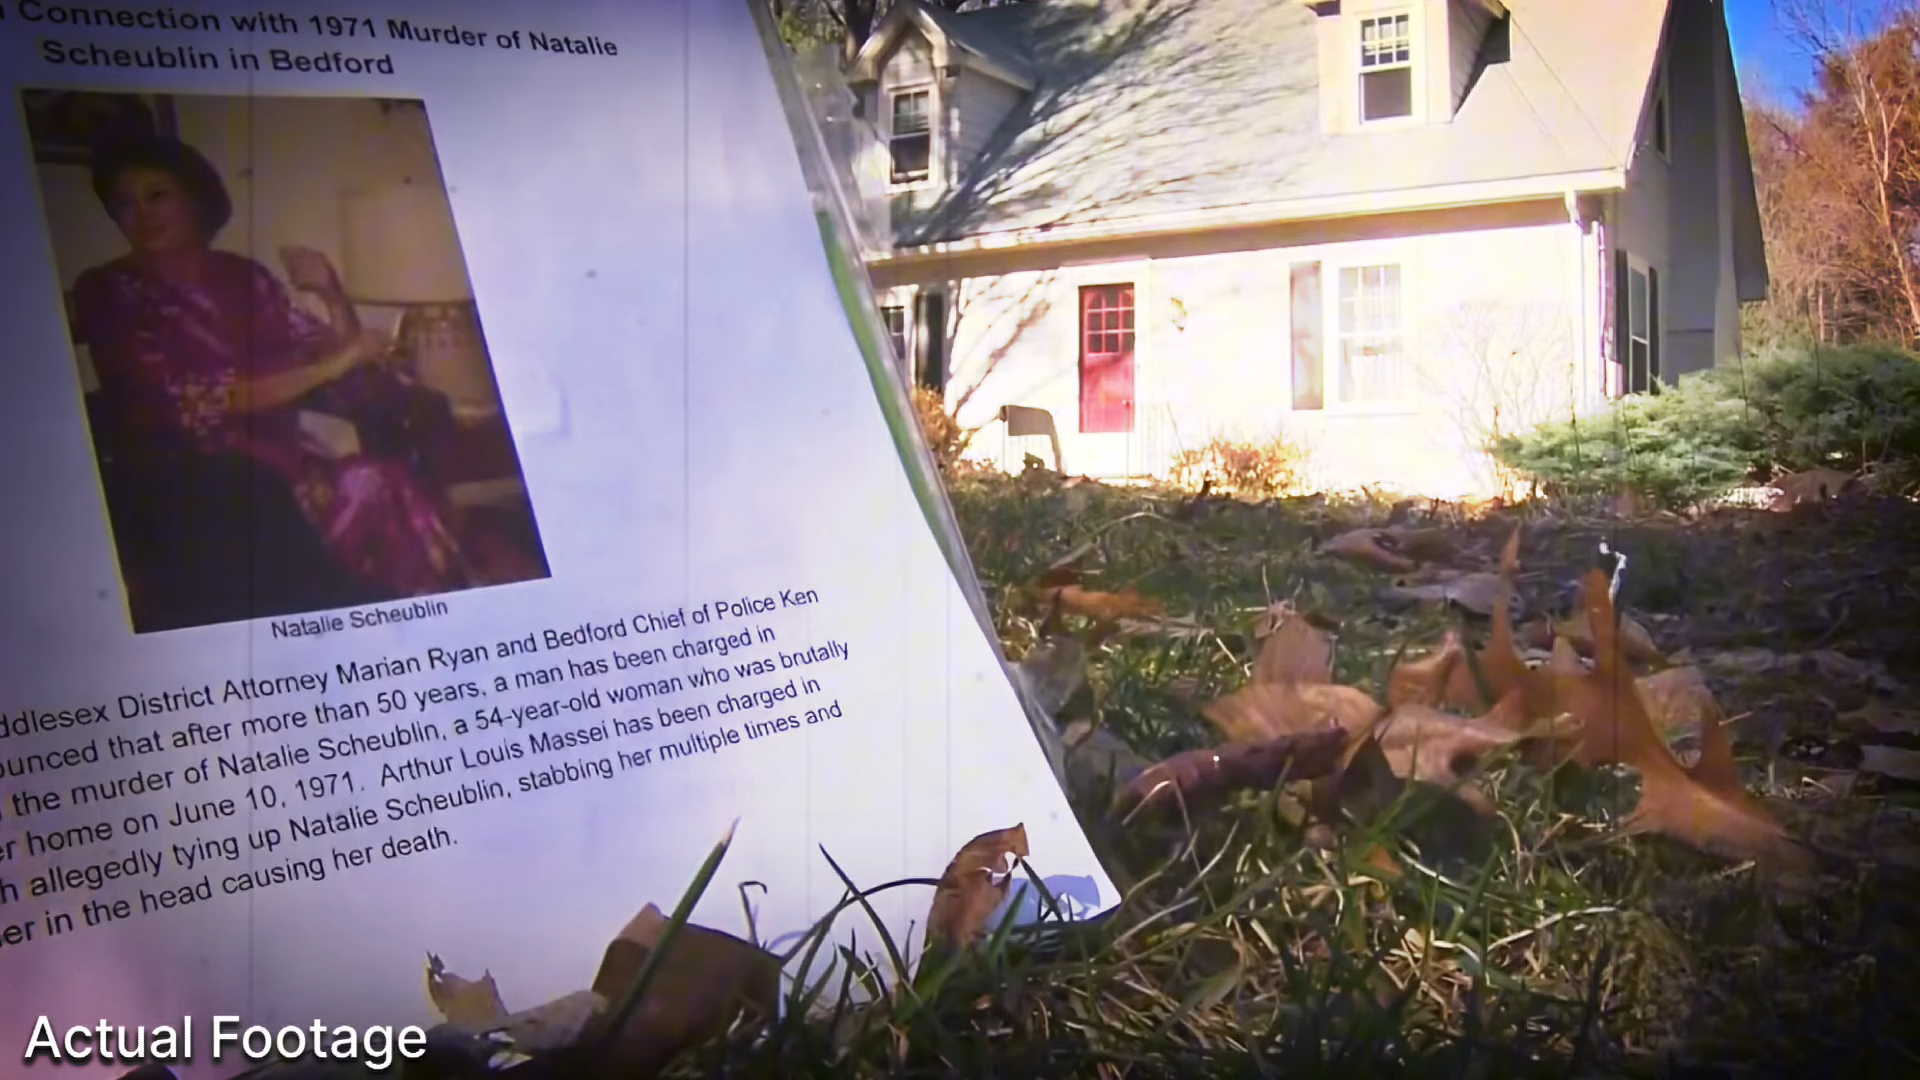 Connection with 1971 Murder of Natalie
Scheublin in Bedford
Natalie Scheublin
ddlesex District Attorney Marian Ryan and Bedford Chief of Police Ken
ounced that after more than 50 years, a man has been charged in
the murder of Natalie Scheublin, a 54-year-old woman who was brutally
er home on June 10, 1971. Arthur Louis Massei has been charged in
h allegedly tying up Natalie Scheublin, stabbing her multiple times and
er in the head causing her death.
Actual Footage